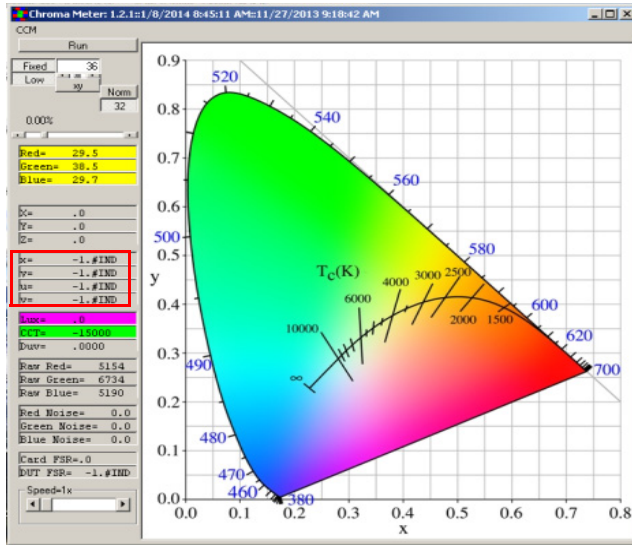 Chroma Meter: 1.2.1::1/8/2014 8:45:11 AM::11/27/2013 9:18:42 AM
CCM
Run
Fixed 36
Low xy
Norm
32
0.00%
Red= 29.5
Green= 38.5
Blue= 29.7
X= .0
Y= .0
Z= .0
x= -1.#IND
y= -1.#IND
u= -1.#IND
v= -1.#IND
Lux= .0
CCT= -15000
Duv= .0000
Raw Red= 5154
Raw Green= 6734
Raw Blue= 5190
Red Noise= 0.0
Green Noise= 0.0
Blue Noise= 0.0
Card FSR=.0
DUT FSR= -1.#IND
Speed=1x
0.9
0.8
0.7
0.6
0.5
y
0.4
0.3
0.2
0.1
0.0
520
540
560
500
580
Tc(K)
4000 3000 2500
6000
600
10000
2000 1500
620
490
700
∞
480
470
460
380
0.0 0.1 0.2 0.3 0.4 0.5 0.6 0.7 0.8
x